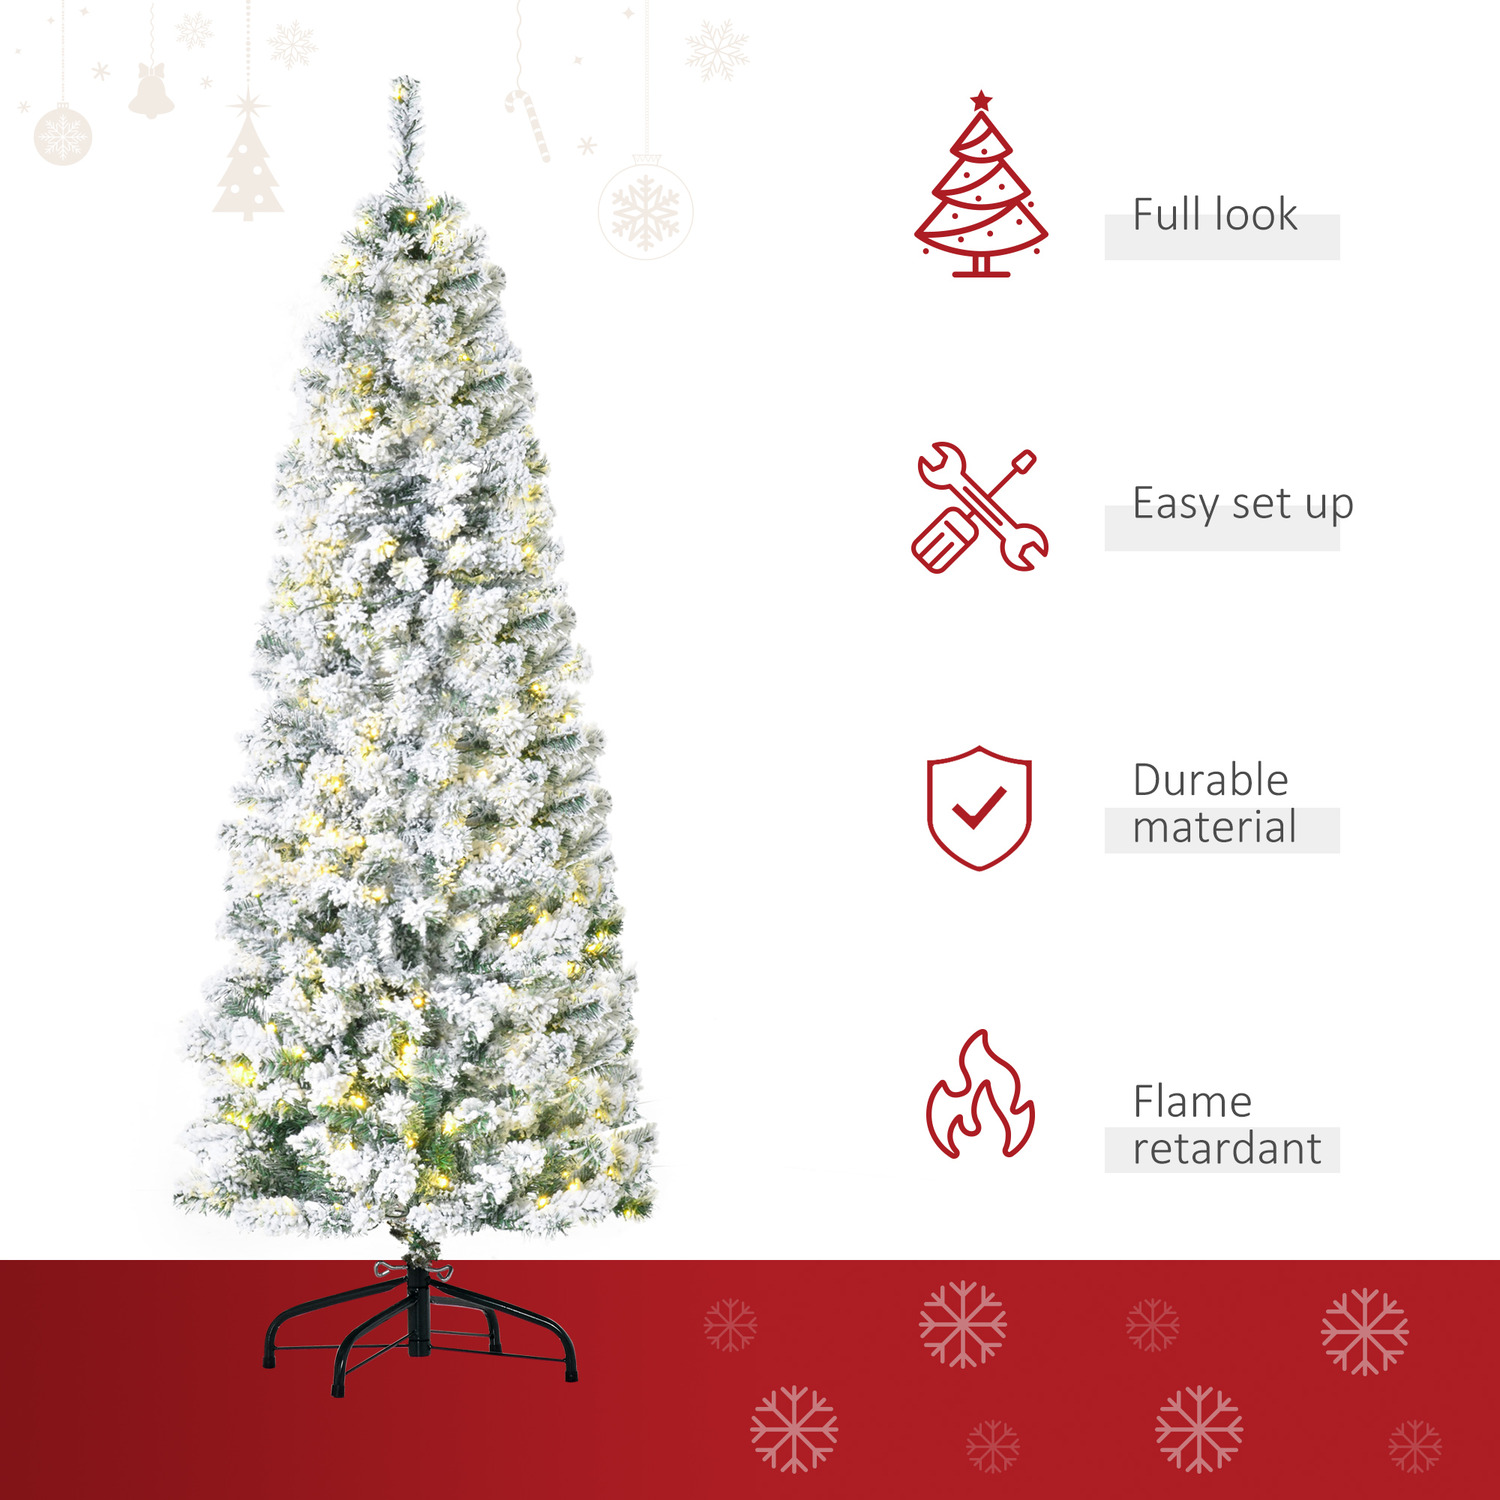 Full look
Easy set up
Durable
material
Flame
retardant